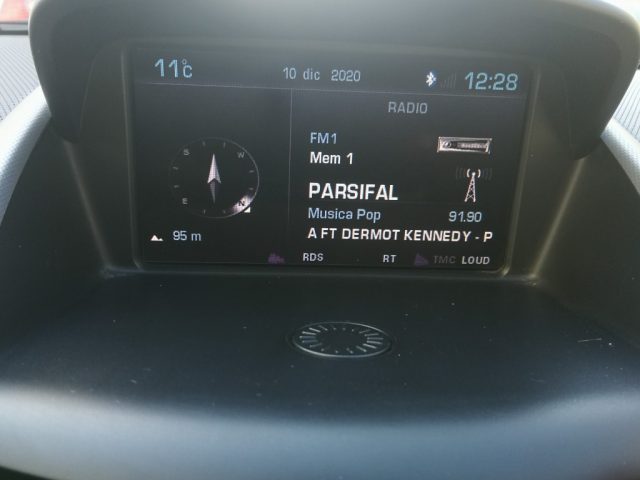 11°C 10 dic 2020 12:28
RADIO
FM1
Mem 1
PARSIFAL
Musica Pop 91.90
A FT DERMOT KENNEDY - P
S W
E N
95 m
RDS RT TMC LOUD